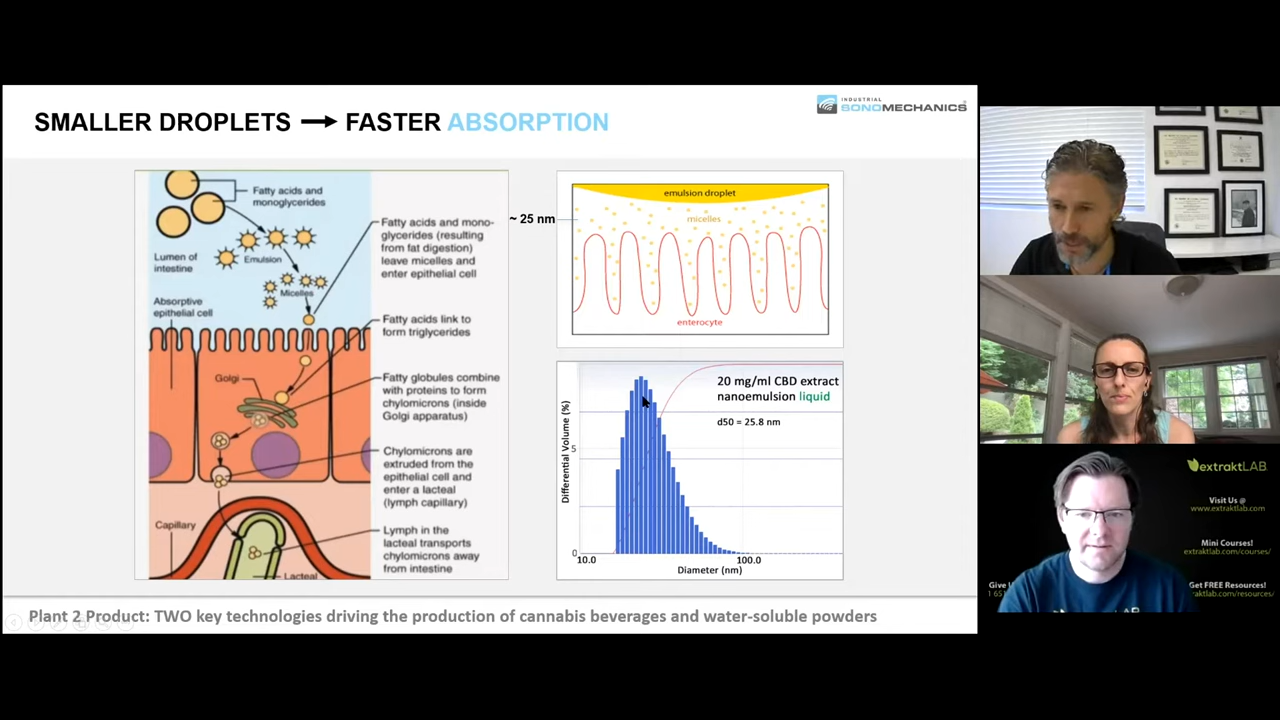 SMALLER DROPLETS → FASTER ABSORPTION
INDUSTRIAL
SONOMECHANICS
Fatty acids and
monoglycerides
Emulsion
Lumen of
intestine
Micelles
Absorptive
epithelial cell
Golgi
Capillary
Lacteal
Fatty acids and mono-
glycerides (resulting
from fat digestion)
leave micelles and
enter epithelial cell
Fatty acids link to
form triglycerides
Fatty globules combine
with proteins to form
chylomicrons (inside
Golgi apparatus)
Chylomicrons are
extruded from the
epithelial cell and
enter a lacteal
(lymph capillary)
Lymph in the
lacteal transports
chylomicrons away
from intestine
~ 25 nm
emulsion droplet
micelles
enterocyte
20 mg/ml CBD extract
nanoemulsion liquid
d50 = 25.8 nm
Differential Volume (%)
5
0
10.0
100.0
Diameter (nm)
Plant 2 Product: TWO key technologies driving the production of cannabis beverages and water-soluble powders
extraktLAB
Visit Us @
www.extraktlab.com
Mini Courses!
extraktlab.com/courses/
Give U
1 651
Get FREE Resources!
raktlab.com/resources/